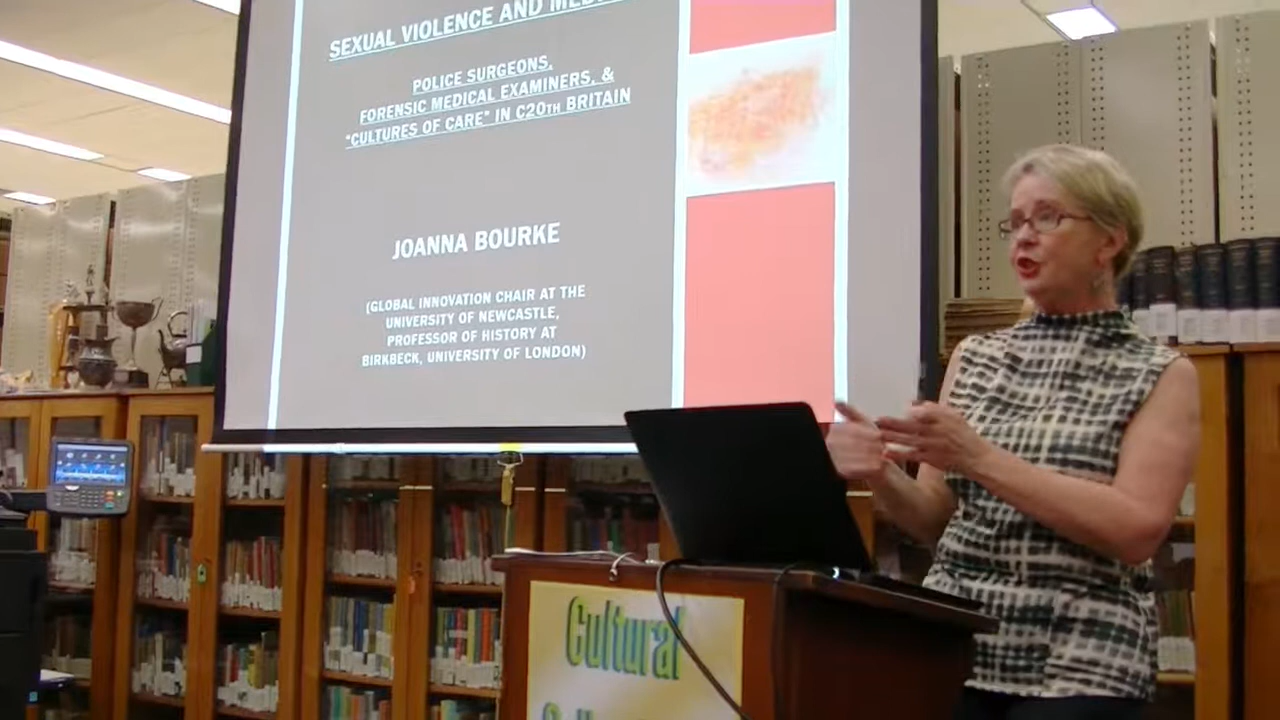 SEXUAL VIOLENCE AND
POLICE SURGEONS,
FORENSIC MEDICAL EXAMINERS, &
"CULTURES OF CARE" IN C20TH BRITAIN
JOANNA BOURKE
(GLOBAL INNOVATION CHAIR AT THE
UNIVERSITY OF NEWCASTLE,
PROFESSOR OF HISTORY AT
BIRKBECK, UNIVERSITY OF LONDON)
Cultural